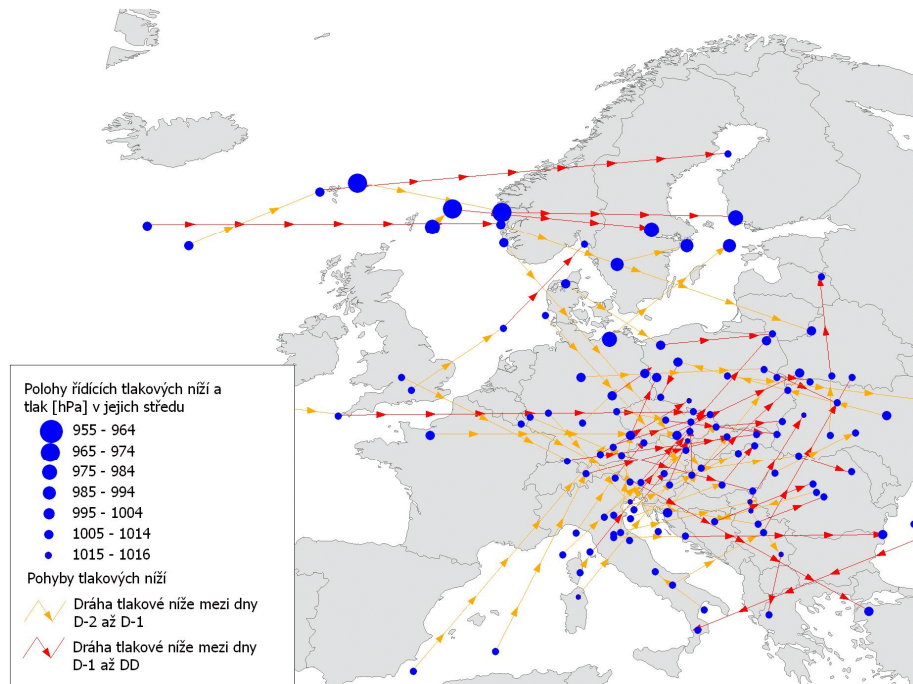 Polohy řídících tlakových níží a
tlak [hPa] v jejich středu
955 - 964
965 - 974
975 - 984
985 - 994
995 - 1004
1005 - 1014
1015 - 1016
Pohyby tlakových níží
Dráha tlakové níže mezi dny
D-2 až D-1
Dráha tlakové níže mezi dny
D-1 až DD